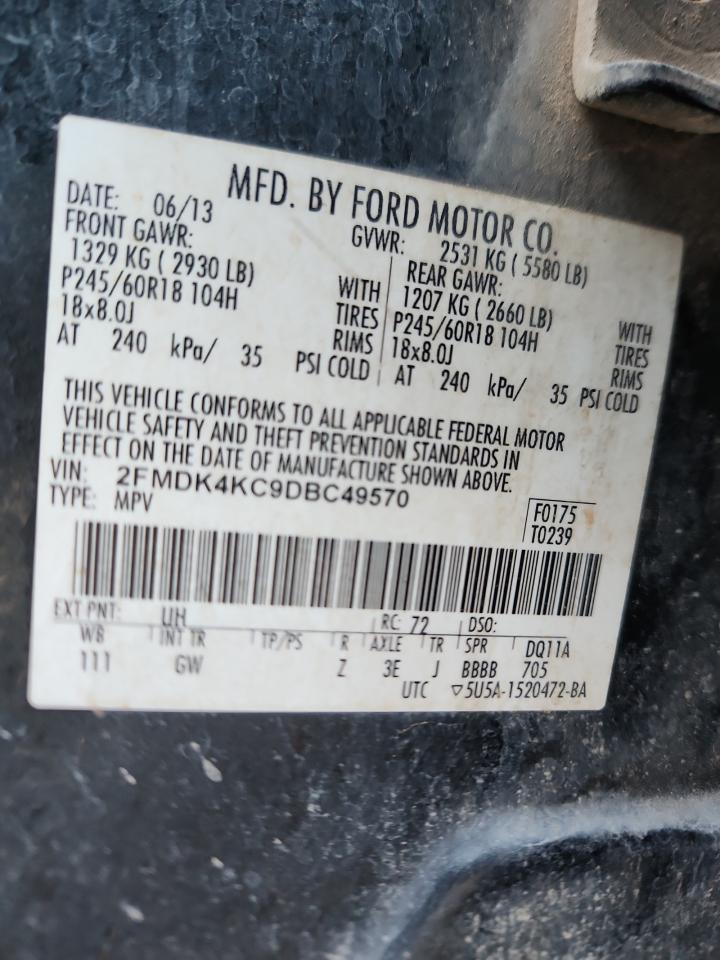 MFD. BY FORD MOTOR CO.
DATE: 06/13 GVWR: 2531 KG ( 5580 LB)
FRONT GAWR: REAR GAWR:
1329 KG ( 2930 LB) WITH 1207 KG ( 2660 LB) WITH
P245/60R18 104H TIRES P245/60R18 104H TIRES
18x8.0J RIMS 18x8.0J RIMS
AT 240 kPa/ 35 PSI COLD AT 240 kPa/ 35 PSI COLD
THIS VEHICLE CONFORMS TO ALL APPLICABLE FEDERAL MOTOR
VEHICLE SAFETY AND THEFT PREVENTION STANDARDS IN
EFFECT ON THE DATE OF MANUFACTURE SHOWN ABOVE.
VIN: 2FMDK4KC9DBC49570
TYPE: MPV F0175
T0239
EXT PNT: UH RC: 72 DSO:
WB INT TR TP/PS R AXLE TR SPR DQ11A
111 GW Z 3E J BBBB 705
UTC ▽5U5A-1520472-BA